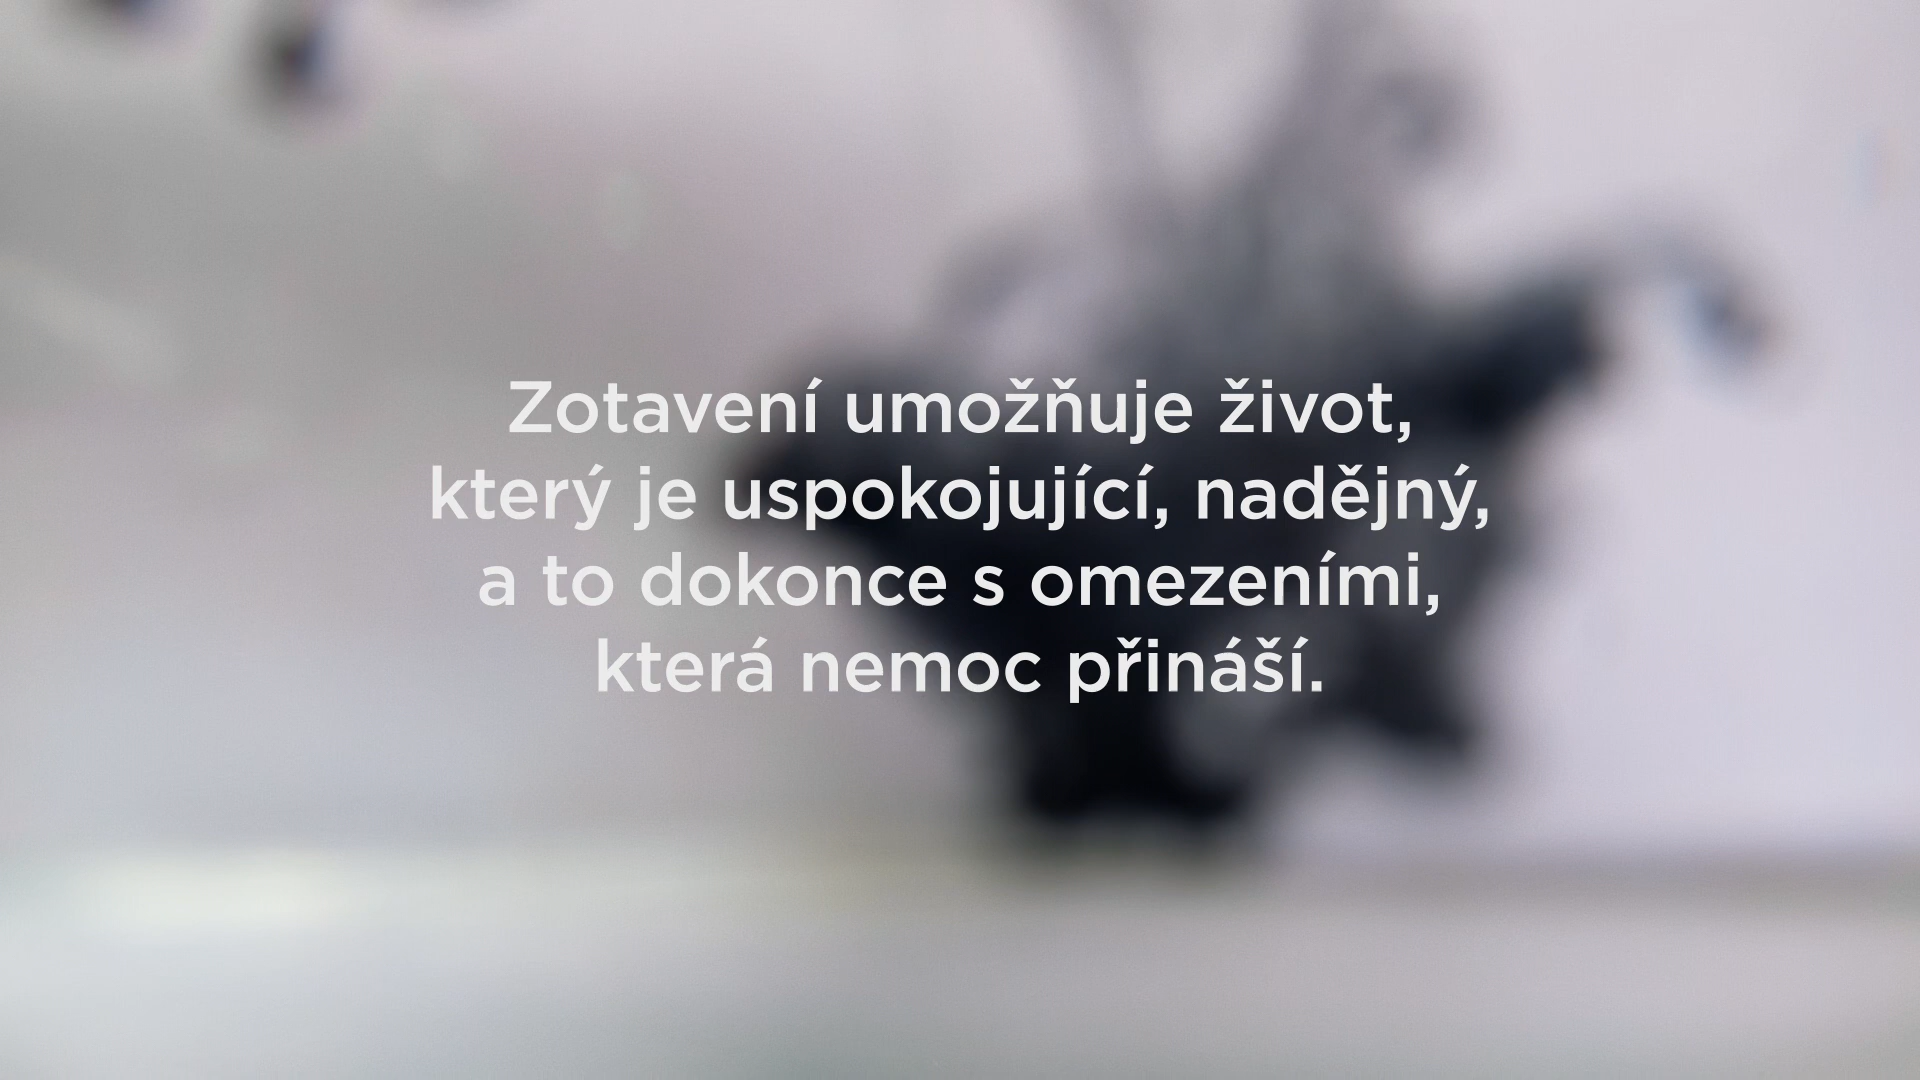 Zotavení umožňuje život,
který je uspokojující, nadějný,
a to dokonce s omezeními,
která nemoc přináší.